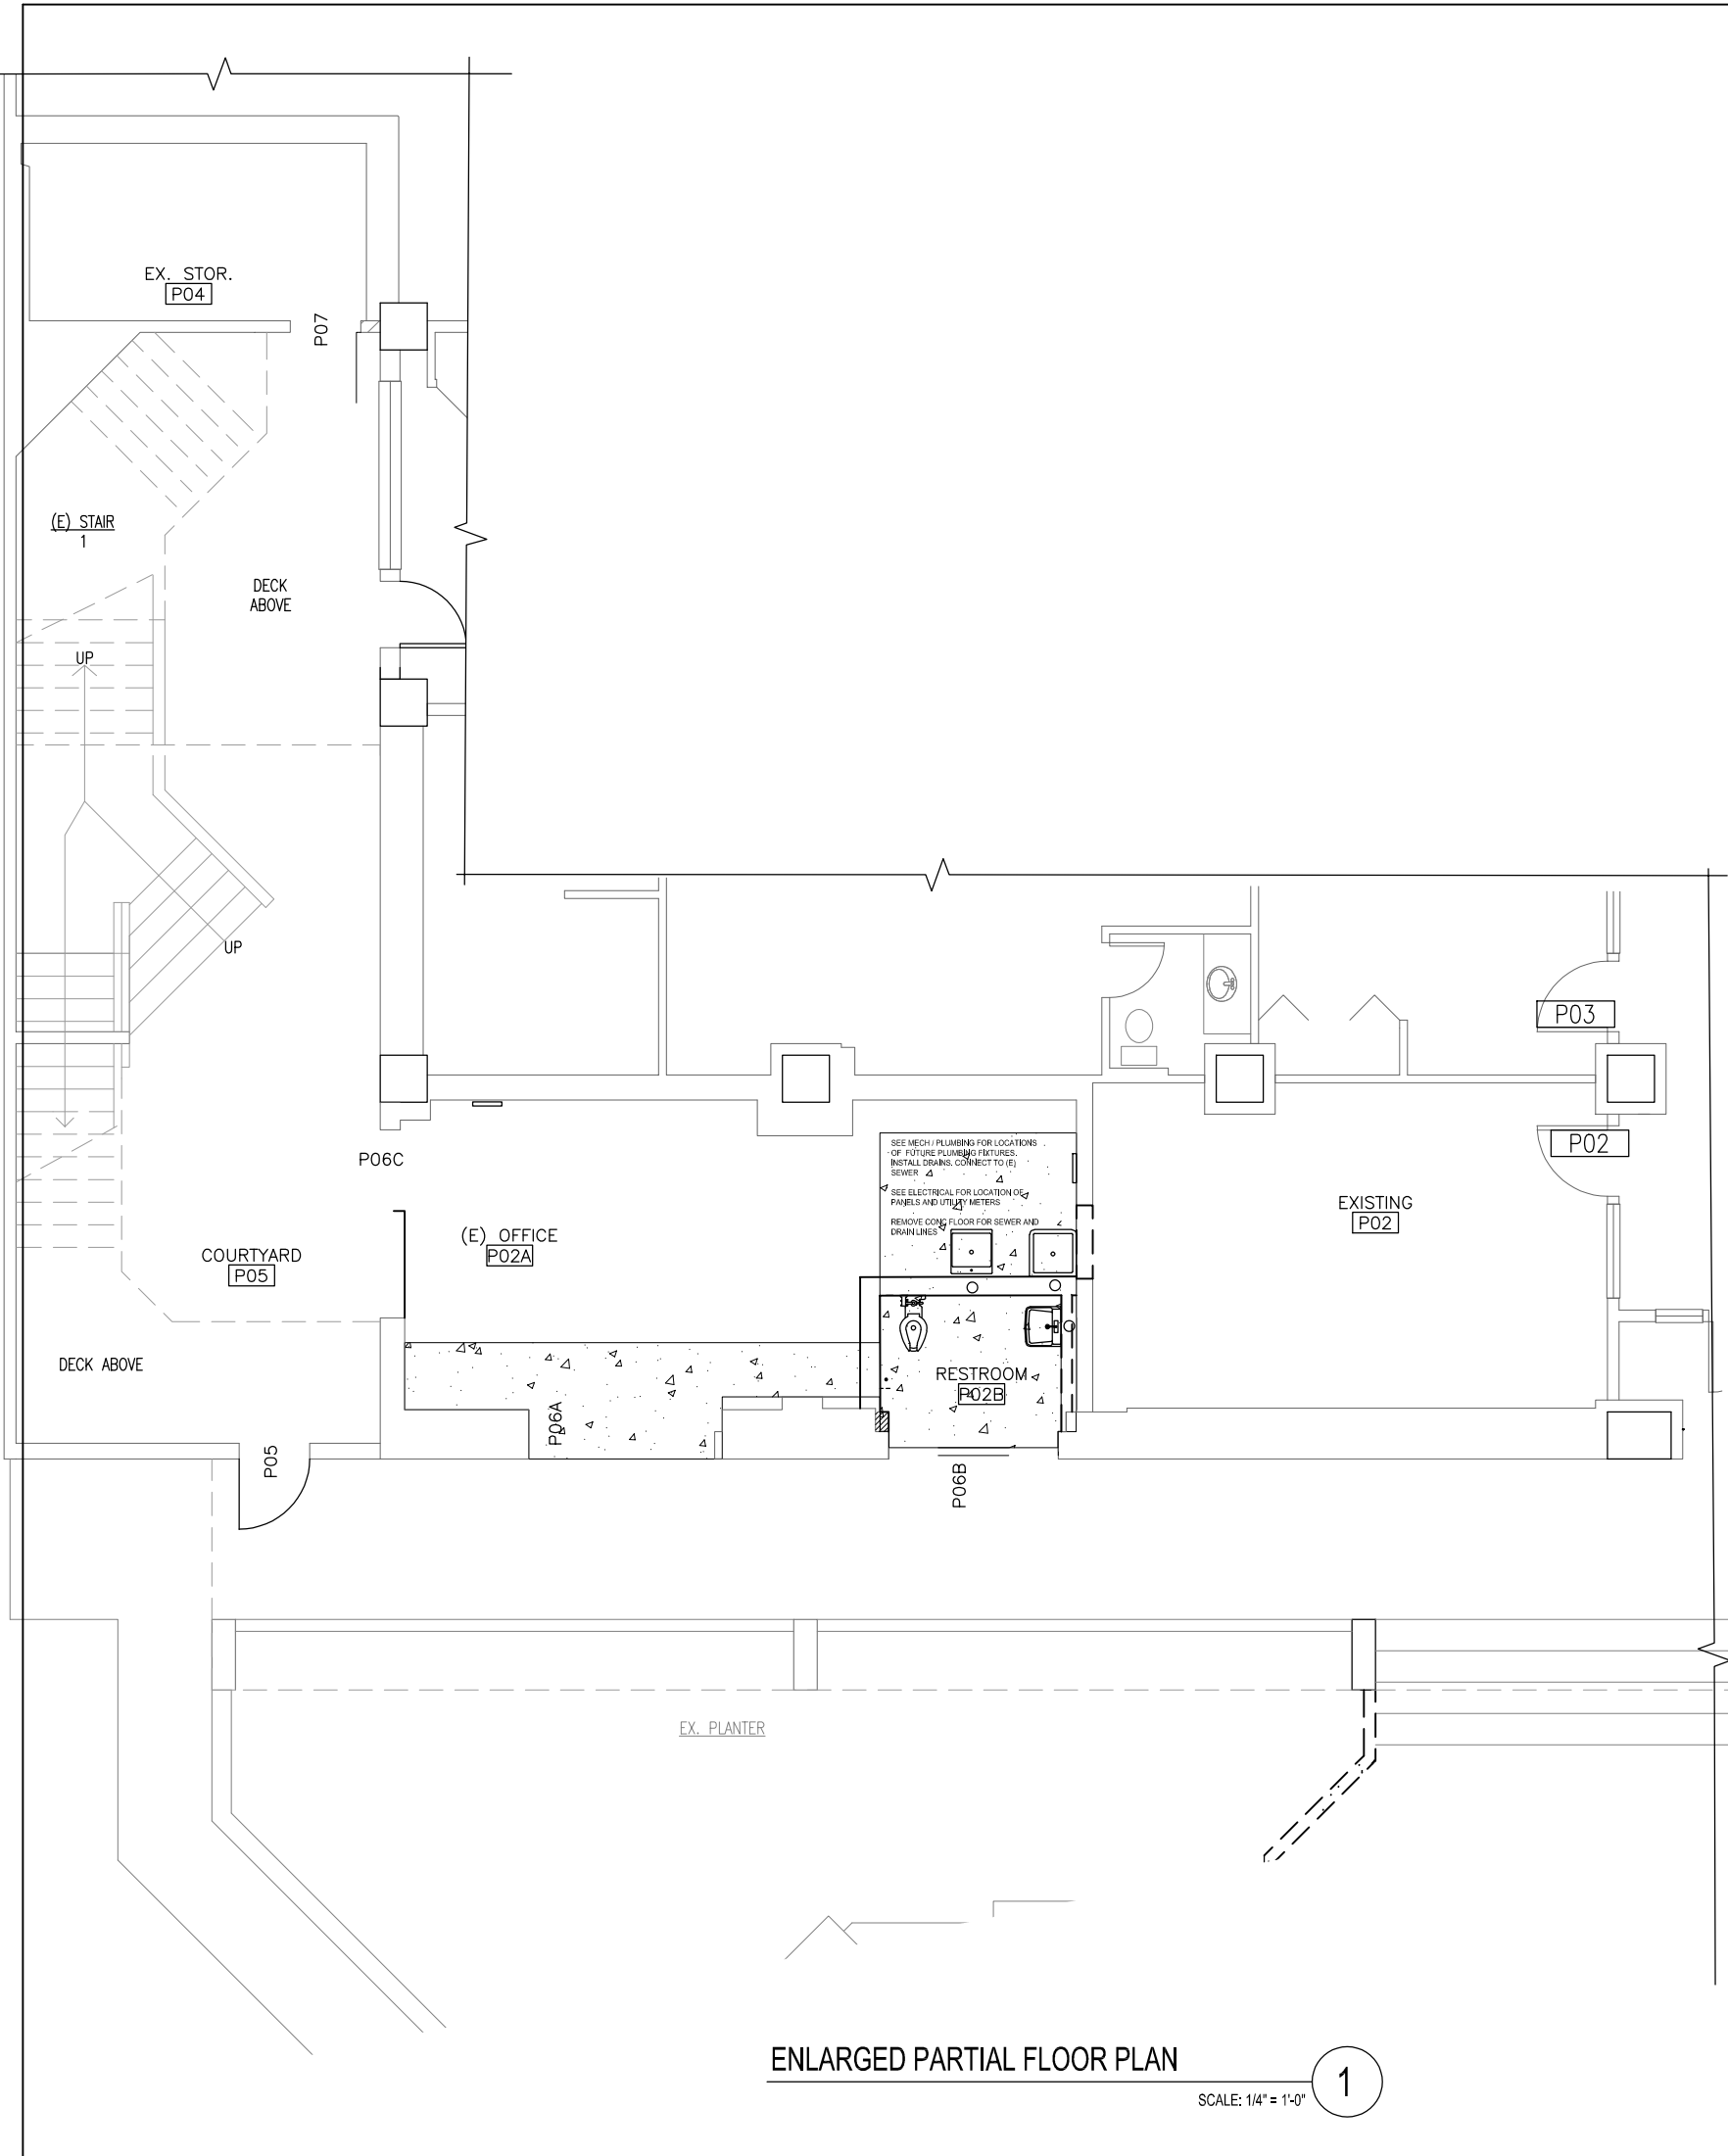 EX. STOR.
P04
P07
(E) STAIR
1
DECK
ABOVE
UP
UP
P03
P02
P06C
SEE MECH / PLUMBING FOR LOCATIONS
OF FUTURE PLUMBING FIXTURES.
INSTALL DRAINS. CONNECT TO (E)
SEWER
SEE ELECTRICAL FOR LOCATION OF
PANELS AND UTILITY METERS
REMOVE CONC FLOOR FOR SEWER AND
DRAIN LINES
EXISTING
P02
(E) OFFICE
P02A
COURTYARD
P05
DECK ABOVE
RESTROOM
P02B
P06A
P05
P06B
EX. PLANTER
ENLARGED PARTIAL FLOOR PLAN
1
SCALE: 1/4" = 1'-0"